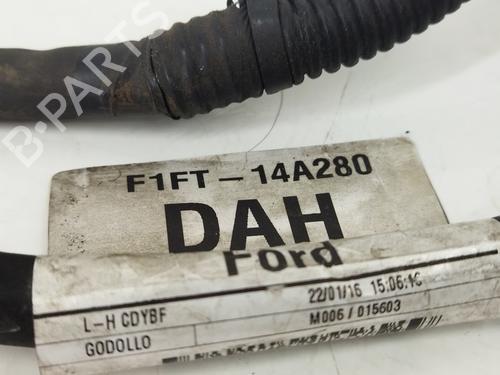 B-PARTS
F1FT-14A280
DAH
Ford
L-H CDYBF
22/01/16 15:06:16
GODOLLO
M006/015603